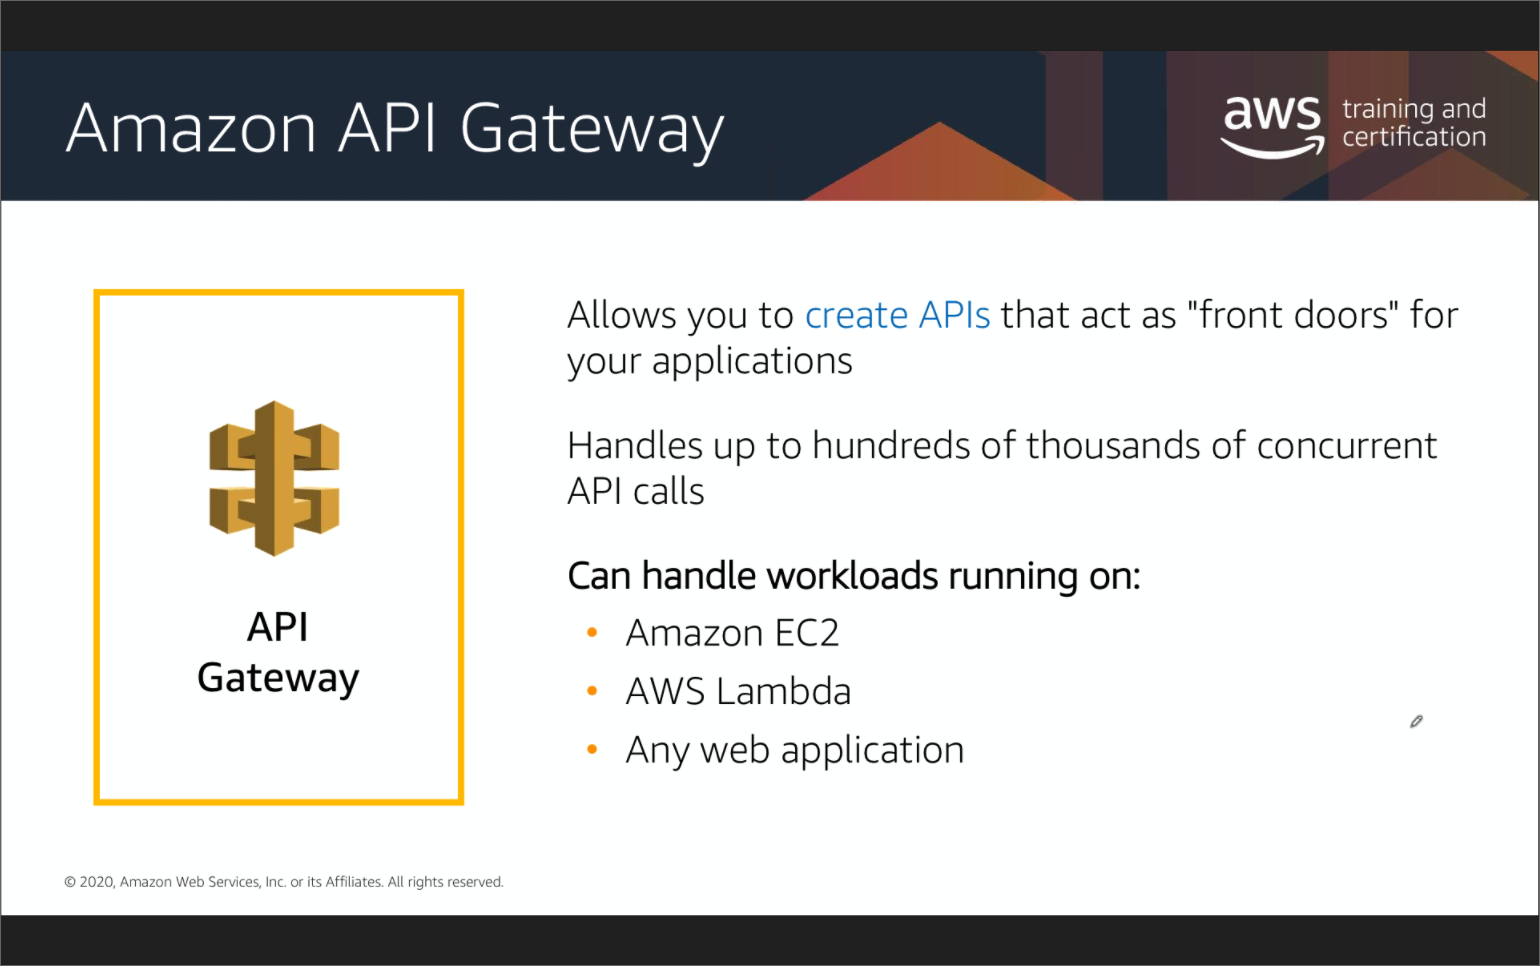 Amazon API Gateway
aws training and
certification
Allows you to create APIs that act as "front doors" for
your applications
Handles up to hundreds of thousands of concurrent
API calls
Can handle workloads running on:
• Amazon EC2
• AWS Lambda
• Any web application
API
Gateway
© 2020, Amazon Web Services, Inc. or its Affiliates. All rights reserved.